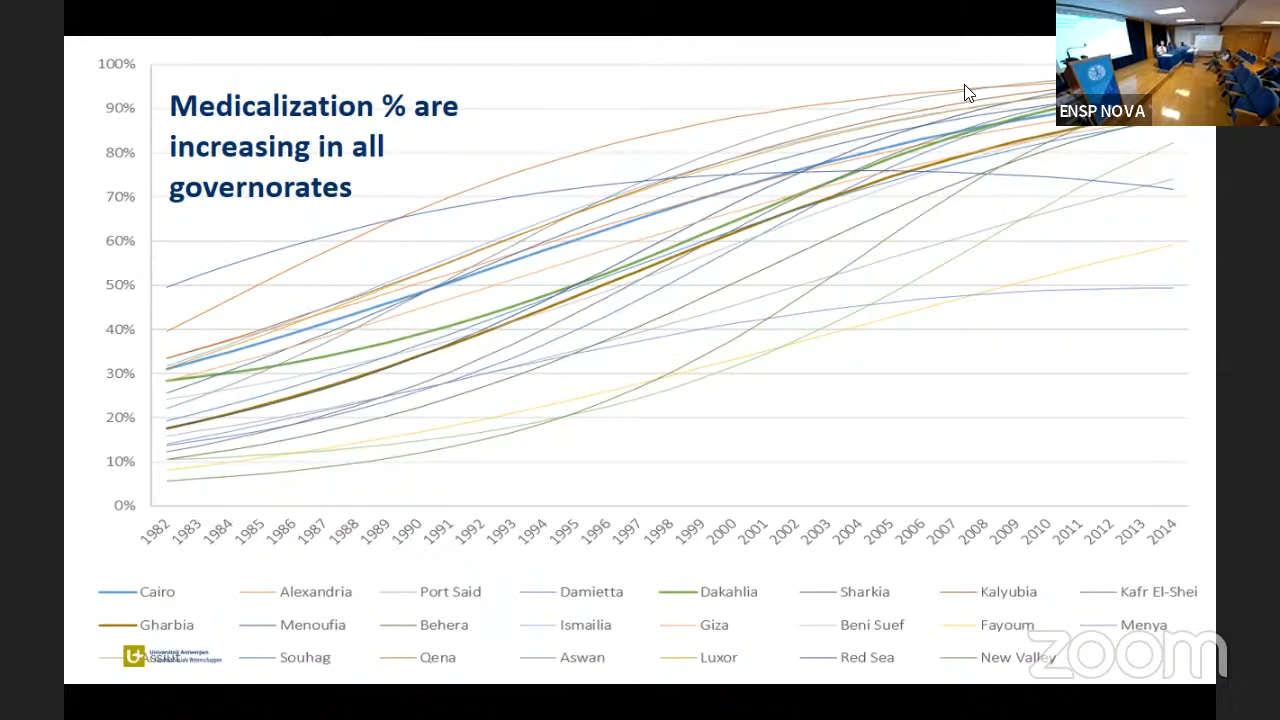 Medicalization % are
increasing in all
governorates
ENSP NOVA
100%
90%
80%
70%
60%
50%
40%
30%
20%
10%
0%
1982 1983 1984 1985 1986 1987 1988 1989 1990 1991 1992 1993 1994 1995 1996 1997 1998 1999 2000 2001 2002 2003 2004 2005 2006 2007 2008 2009 2010 2011 2012 2013 2014
Cairo Alexandria Port Said Damietta Dakahlia Sharkia Kalyubia Kafr El-Shei
Gharbia Menoufia Behera Ismailia Giza Beni Suef Fayoum Menya
Assiut Souhag Qena Aswan Luxor Red Sea New Valley
Universiteit Antwerpen
zoom